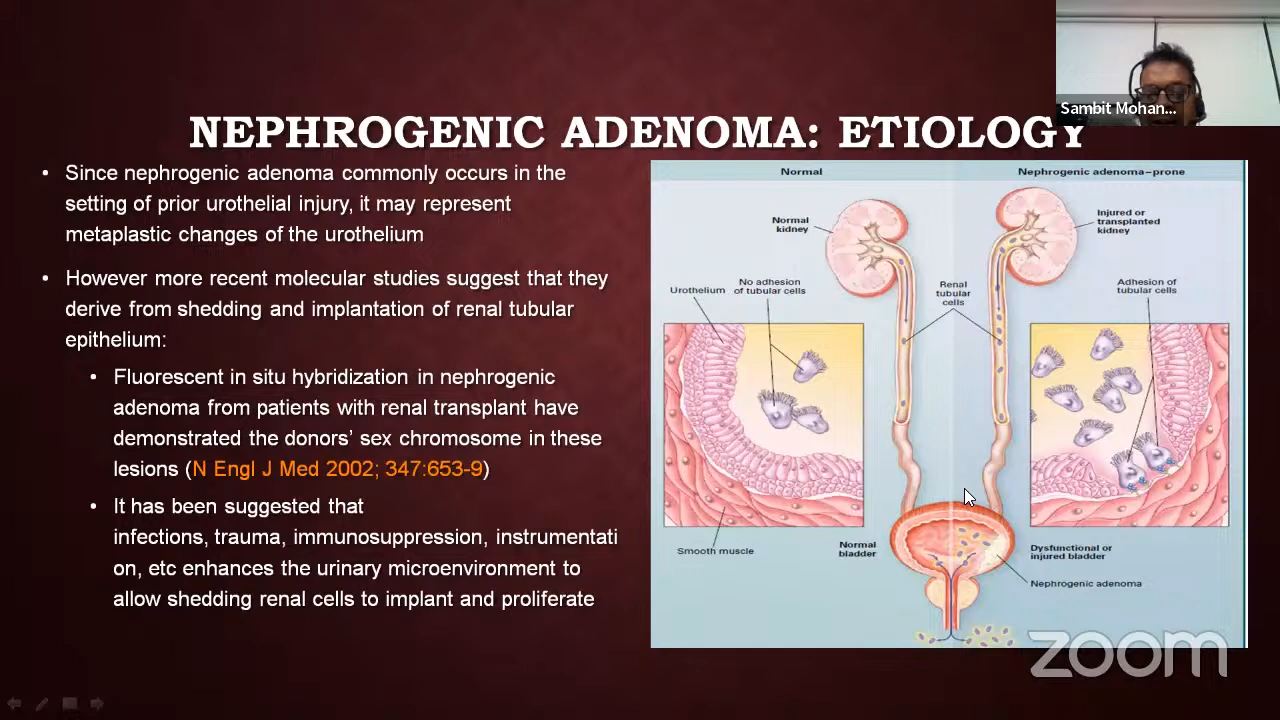 Sambit Mohan...
NEPHROGENIC ADENOMA: ETIOLOGY
• Since nephrogenic adenoma commonly occurs in the
setting of prior urothelial injury, it may represent
metaplastic changes of the urothelium
• However more recent molecular studies suggest that they
derive from shedding and implantation of renal tubular
epithelium:
• Fluorescent in situ hybridization in nephrogenic
adenoma from patients with renal transplant have
demonstrated the donors’ sex chromosome in these
lesions (N Engl J Med 2002; 347:653-9)
• It has been suggested that
infections, trauma, immunosuppression, instrumentati
on, etc enhances the urinary microenvironment to
allow shedding renal cells to implant and proliferate
Normal
Nephrogenic adenoma–prone
Normal
kidney
Injured or
transplanted
kidney
Urothelium
No adhesion
of tubular cells
Renal
tubular
cells
Adhesion of
tubular cells
Smooth muscle
Normal
bladder
Dysfunctional or
injured bladder
Nephrogenic adenoma
zoom